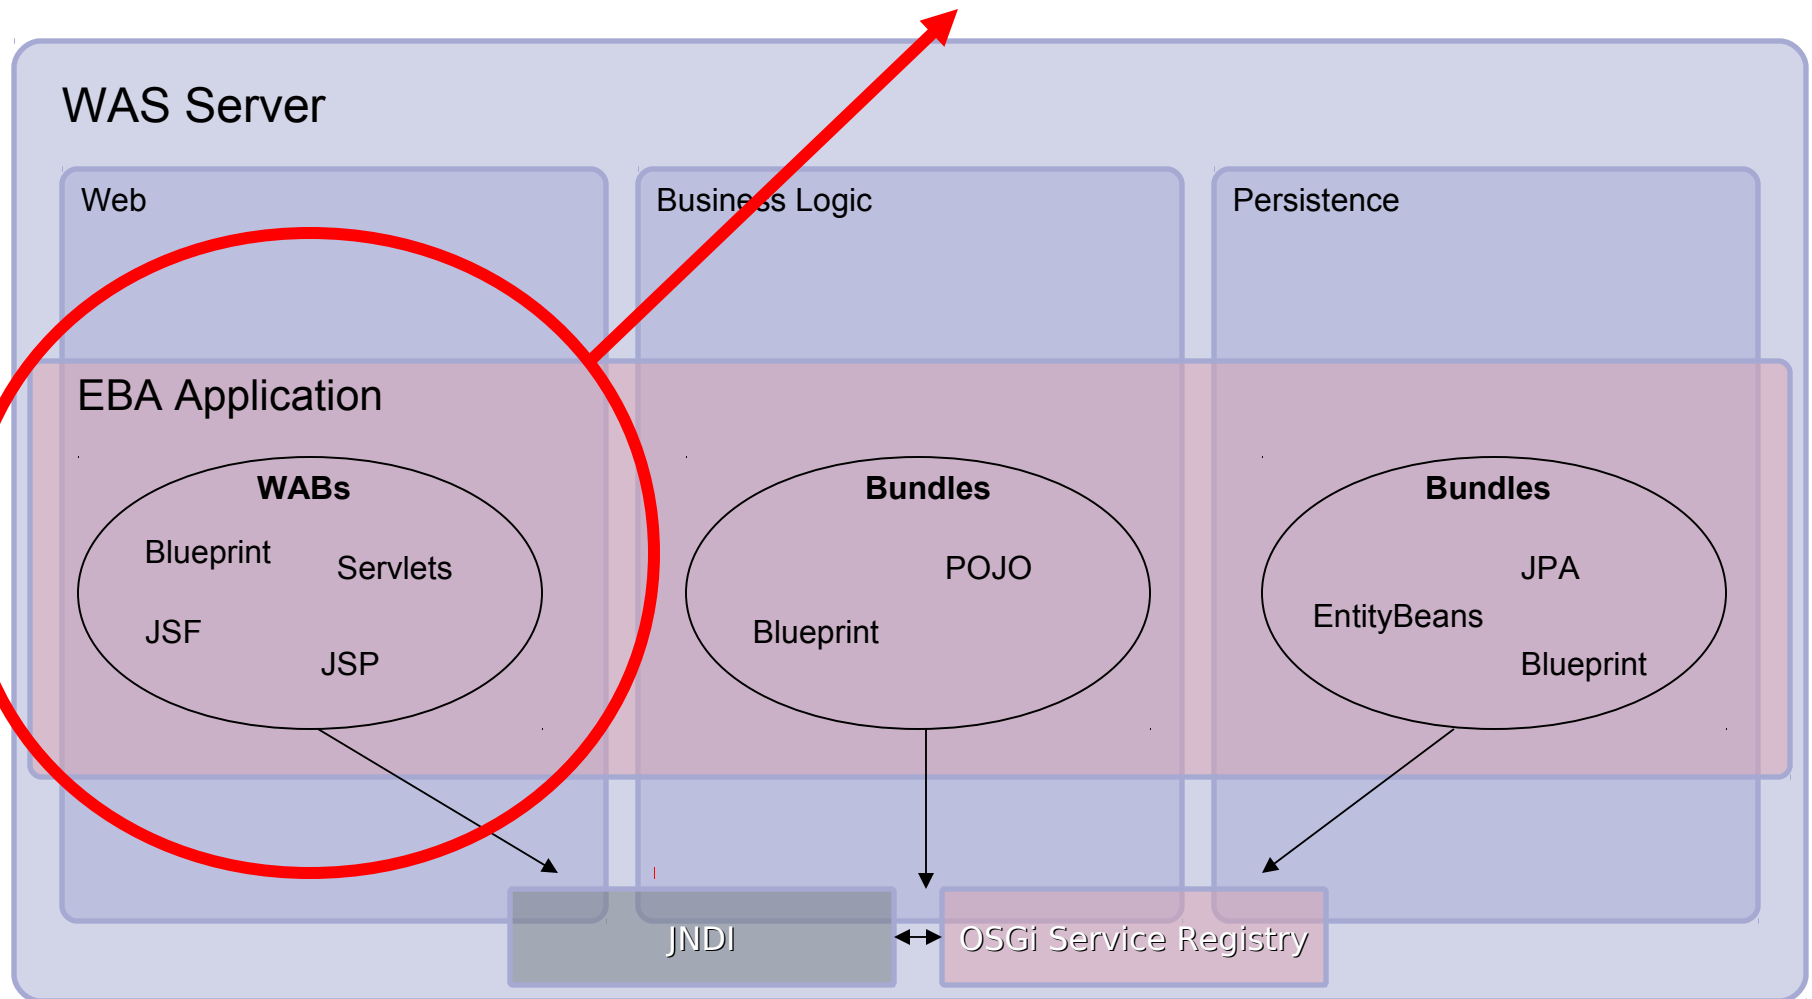 WAS Server
Web
Business Logic
Persistence
EBA Application
WABs
Blueprint
Servlets
JSF
JSP
Bundles
POJO
Blueprint
Bundles
JPA
EntityBeans
Blueprint
JNDI
OSGi Service Registry